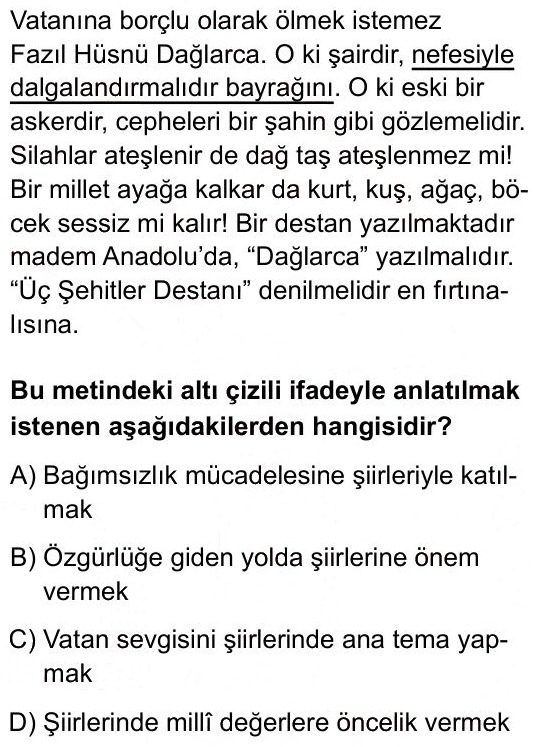 Vatanına borçlu olarak ölmek istemez
Fazıl Hüsnü Dağlarca. O ki şairdir, nefesiyle
dalgalandırmalıdır bayrağını. O ki eski bir
askerdir, cepheleri bir şahin gibi gözlemelidir.
Silahlar ateşlenir de dağ taş ateşlenmez mi!
Bir millet ayağa kalkar da kurt, kuş, ağaç, bö-
cek sessiz mi kalır! Bir destan yazılmaktadır
madem Anadolu’da, “Dağlarca” yazılmalıdır.
“Üç Şehitler Destanı” denilmelidir en fırtına-
lısına.
Bu metindeki altı çizili ifadeyle anlatılmak
istenen aşağıdakilerden hangisidir?
A) Bağımsızlık mücadelesine şiirleriyle katıl-
mak
B) Özgürlüğe giden yolda şiirlerine önem
vermek
C) Vatan sevgisini şiirlerinde ana tema yap-
mak
D) Şiirlerinde millî değerlere öncelik vermek